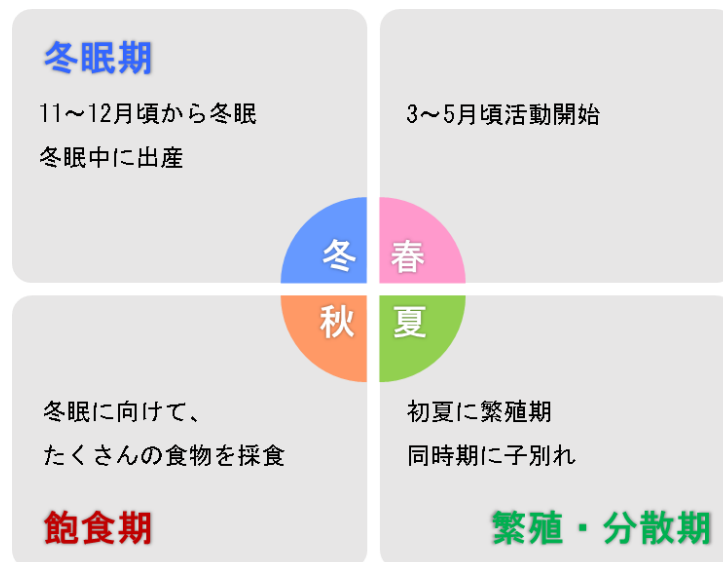 冬眠期
11～12月頃から冬眠
冬眠中に出産
3～5月頃活動開始
冬
春
秋
夏
冬眠に向けて、
たくさんの食物を採食
飽食期
初夏に繁殖期
同時期に子別れ
繁殖・分散期